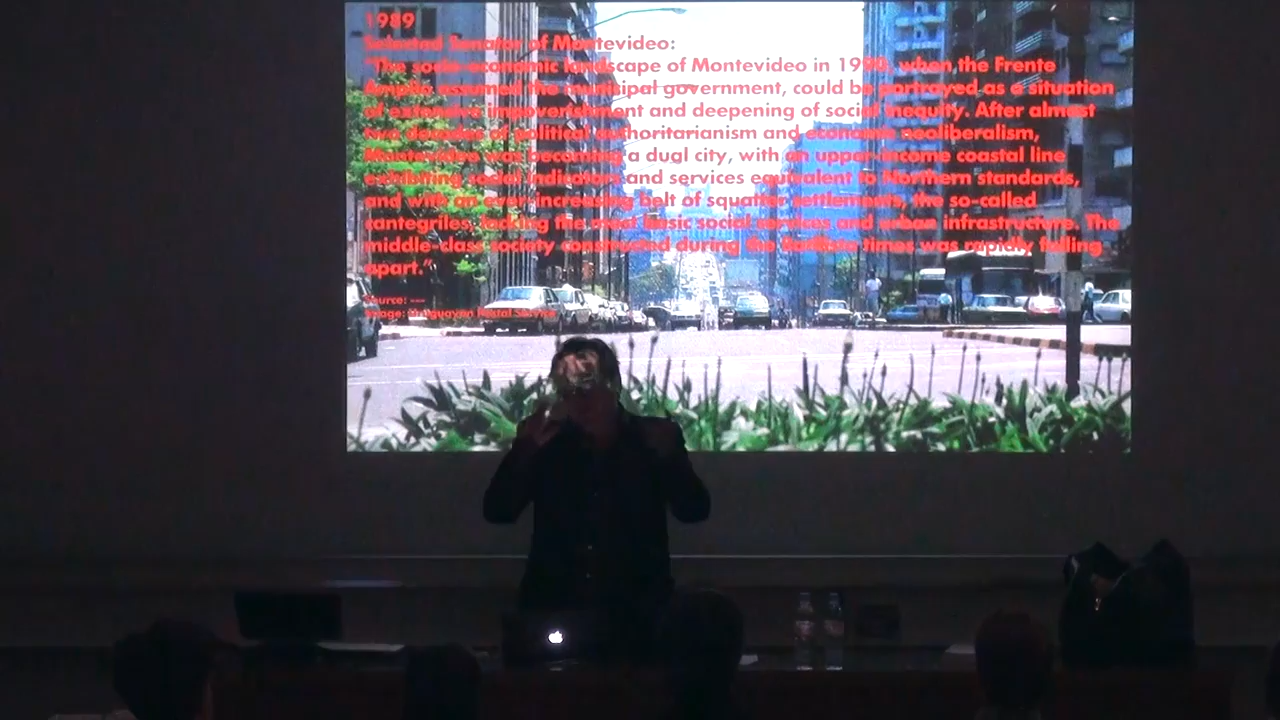 1989
Selected Senator of Montevideo:
"The socio-economic landscape of Montevideo in 1990, when the Frente
Amplio assumed the municipal government, could be portrayed as a situation
of extensive impoverishment and deepening of social inequity. After almost
two decades of political authoritarianism and economic neoliberalism,
Montevideo was becoming a dual city, with an upper-income coastal line
exhibiting social indicators and services equivalent to Northern standards,
and with an ever-increasing belt of squatter settlements, the so-called
cantegriles, lacking the most basic social services and urban infrastructure. The
middle-class society constructed during the Batllista times was rapidly falling
apart."
Source: ---
Image: Uruguayan Postal Service